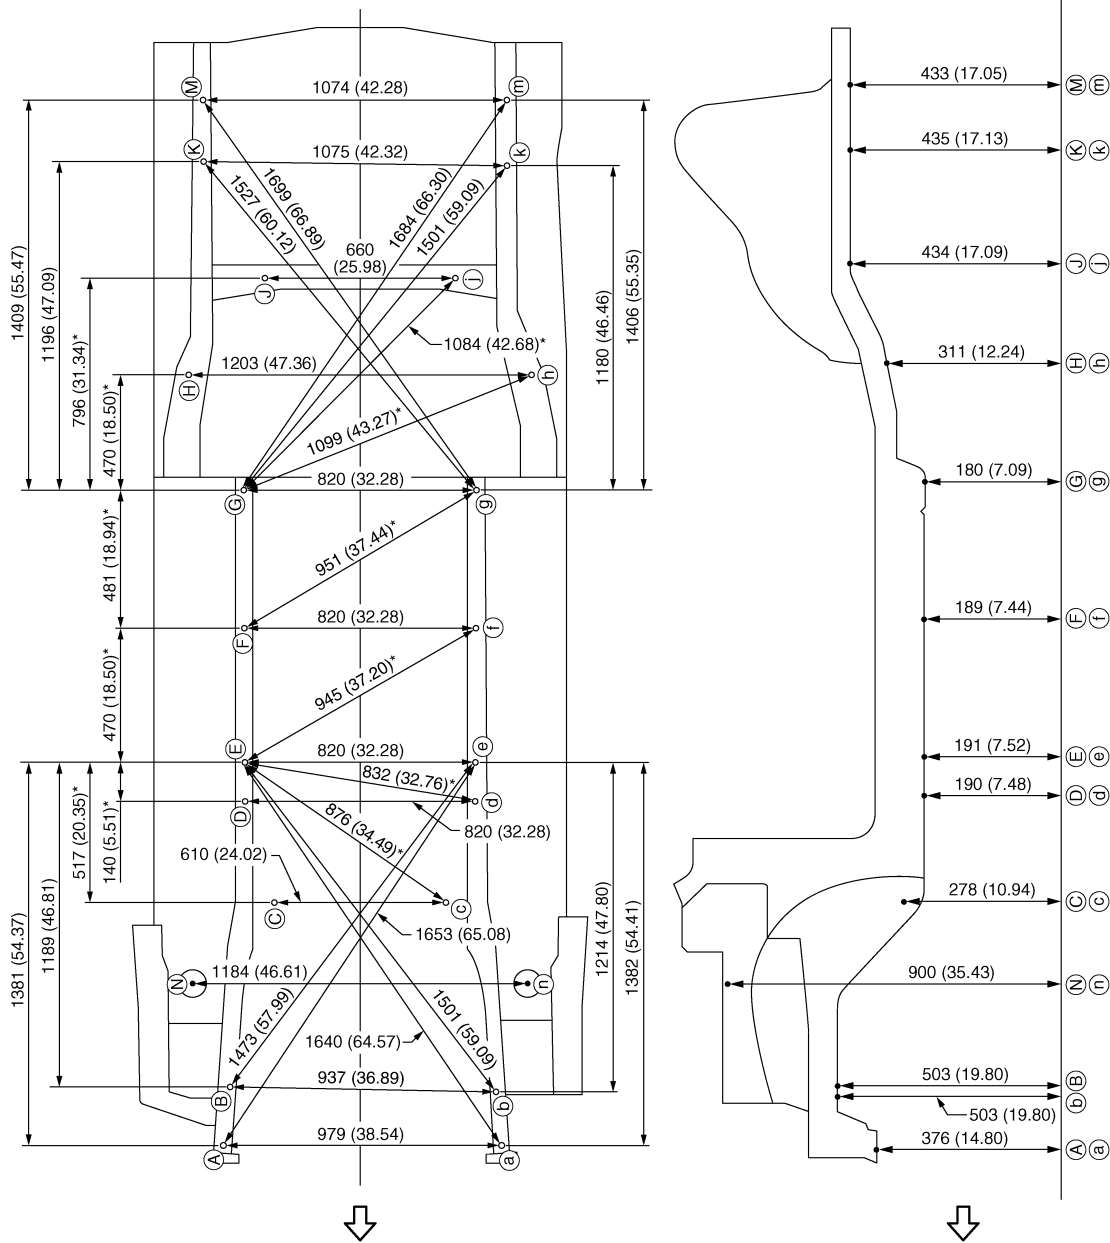 M
m
1074 (42.28)
K
k
1075 (42.32)
1699 (66.89)
1527 (60.12)
1684 (66.30)
1501 (59.09)
660
(25.98)
J
j
1084 (42.68)*
1203 (47.36)
H
h
1099 (43.27)*
820 (32.28)
G
g
1409 (55.47)
1196 (47.09)
796 (31.34)*
470 (18.50)*
1180 (46.46)
1406 (55.35)
481 (18.94)*
951 (37.44)*
820 (32.28)
F
f
470 (18.50)*
945 (37.20)*
E
e
820 (32.28)
832 (32.76)*
D
d
820 (32.28)
876 (34.49)*
610 (24.02)
C
c
1653 (65.08)
517 (20.35)*
140 (5.51)*
1189 (46.81)
1381 (54.37)
1214 (47.80)
1382 (54.41)
N
n
1184 (46.61)
1473 (57.99)
1501 (59.09)
1640 (64.57)
937 (36.89)
B
b
979 (38.54)
A
a
433 (17.05)
M
m
435 (17.13)
K
k
434 (17.09)
J
j
311 (12.24)
H
h
180 (7.09)
G
g
189 (7.44)
F
f
191 (7.52)
E
e
190 (7.48)
D
d
278 (10.94)
C
c
900 (35.43)
N
n
503 (19.80)
B
b
503 (19.80)
376 (14.80)
A
a